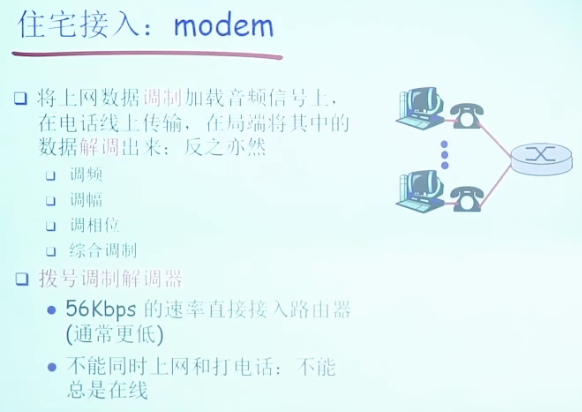 住宅接入：modem
将上网数据调制加载音频信号上，
在电话线上传输，在局端将其中的
数据解调出来；反之亦然
调频
调幅
调相位
综合调制
拨号调制解调器
56Kbps 的速率直接接入路由器
(通常更低)
不能同时上网和打电话：不能
总是在线